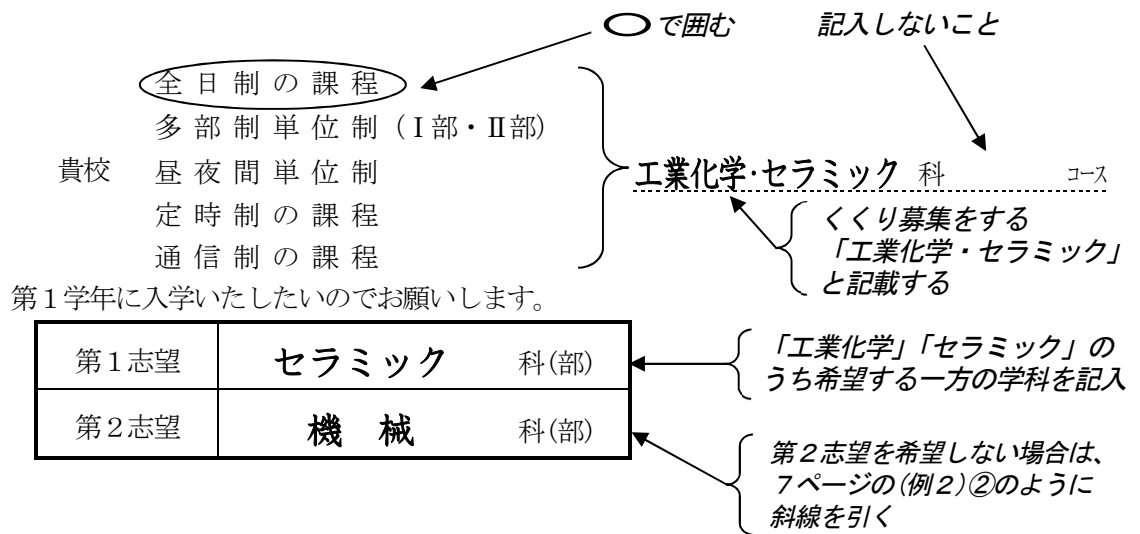 で囲む 記入しないこと
全日制の課程
多部制単位制(Ⅰ部・Ⅱ部)
貴校 昼夜間単位制 工業化学・セラミック 科 コース
定時制の課程
通信制の課程
くくり募集をする
「工業化学・セラミック」
と記載する
第1学年に入学いたしたいのでお願いします。
第1志望 セラミック 科(部)
「工業化学」「セラミック」の
うち希望する一方の学科を記入
第2志望 機械 科(部)
第2志望を希望しない場合は、
7ページの(例2)②のように
斜線を引く